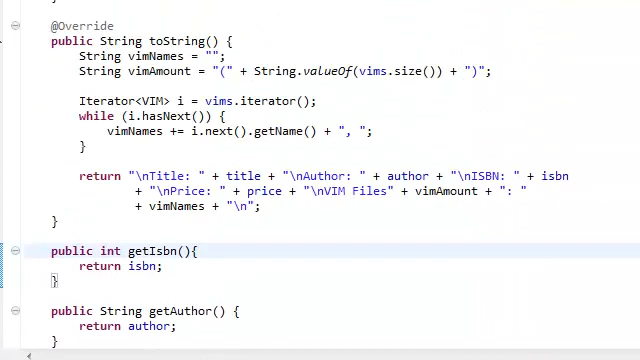 @Override
public String toString() {
String vimNames = "";
String vimAmount = "(" + String.valueOf(vims.size()) + ")";
Iterator<VIM> i = vims.iterator();
while (i.hasNext()) {
vimNames += i.next().getName() + ", ";
}
return "\nTitle: " + title + "\nAuthor: " + author + "\nISBN: " + isbn
+ "\nPrice: " + price + "\nVIM Files" + vimAmount + ": "
+ vimNames + "\n";
}
public int getIsbn(){
return isbn;
}
public String getAuthor() {
return author;
}